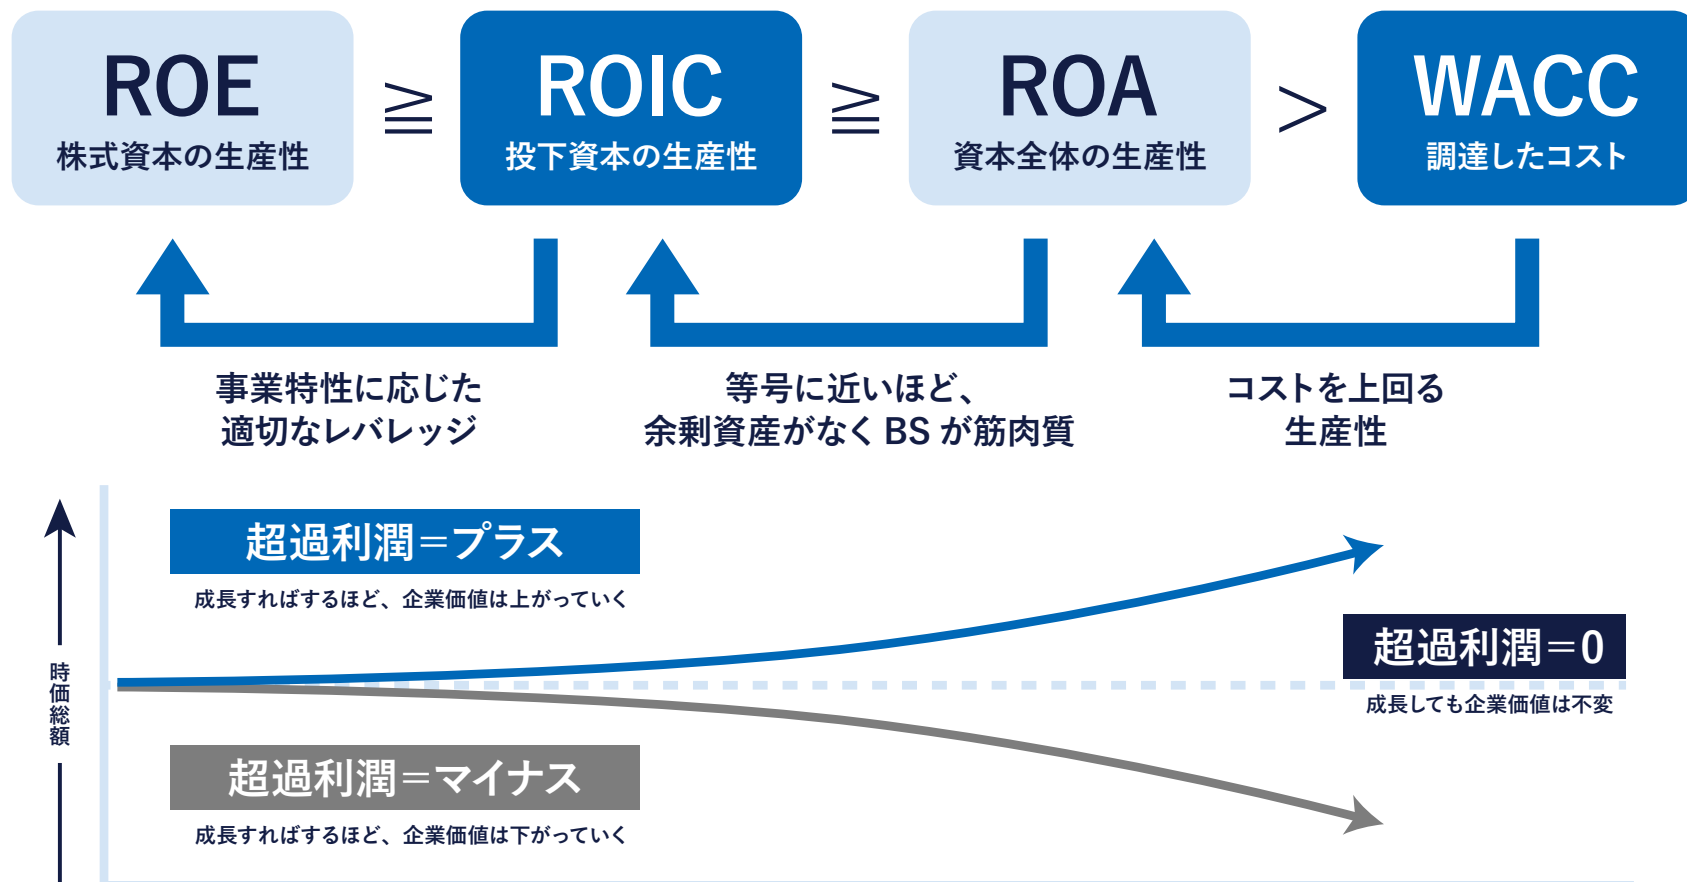 ROE
株式資本の生産性
≧
ROIC
投下資本の生産性
≧
ROA
資本全体の生産性
>
WACC
調達したコスト
事業特性に応じた
適切なレバレッジ
等号に近いほど、
余剰資産がなく BS が筋肉質
コストを上回る
生産性
時価総額
超過利潤=プラス
成長すればするほど、企業価値は上がっていく
超過利潤=0
成長しても企業価値は不変
超過利潤=マイナス
成長すればするほど、企業価値は下がっていく